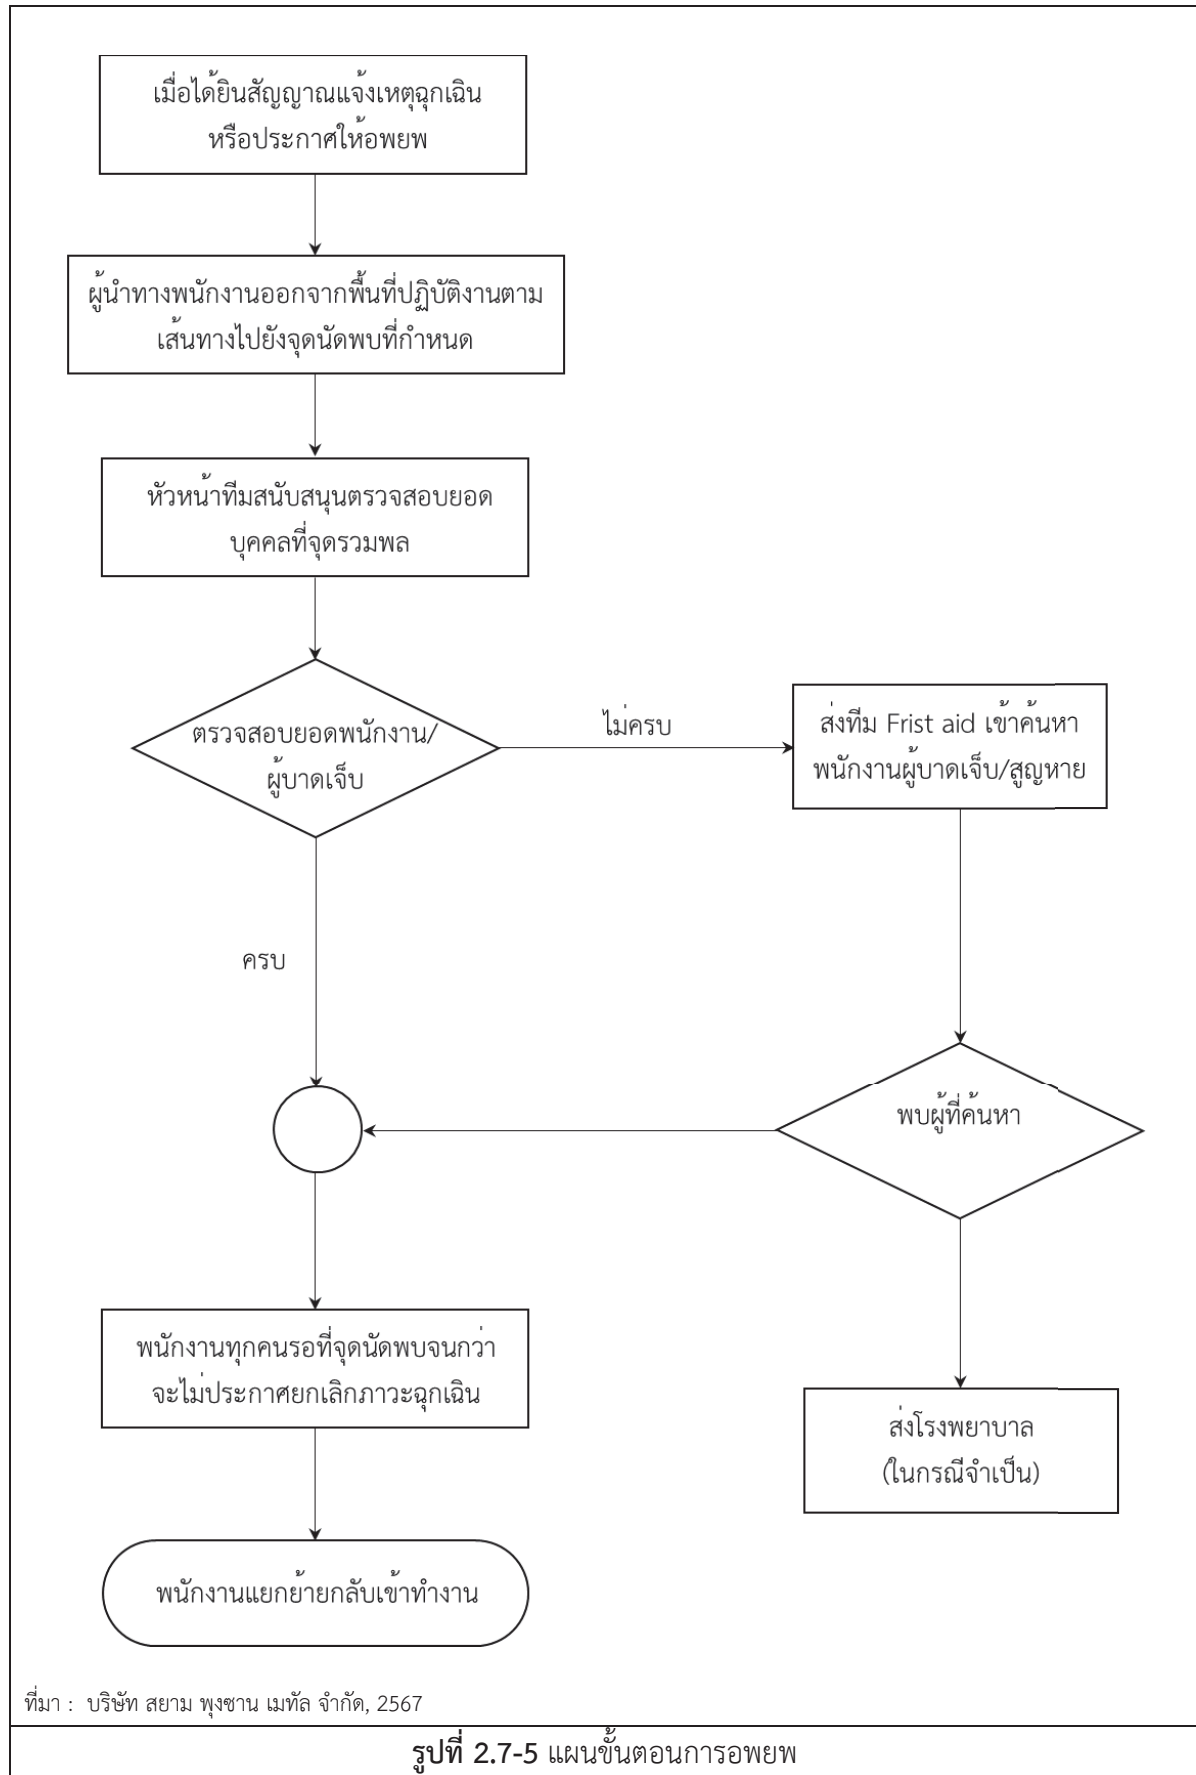 เมื่อได้ยินสัญญาณแจ้งเหตุฉุกเฉิน
หรือประกาศให้อพยพ
ผู้นำทางพนักงานออกจากพื้นที่ปฏิบัติงานตาม
เส้นทางไปยังจุดนัดพบที่กำหนด
หัวหน้าทีมสนับสนุนตรวจสอบยอด
บุคคลที่จุดรวมพล
ตรวจสอบยอดพนักงาน/
ผู้บาดเจ็บ
ไม่ครบ
ส่งทีม Frist aid เข้าค้นหา
พนักงานผู้บาดเจ็บ/สูญหาย
ครบ
พบผู้ที่ค้นหา
พนักงานทุกคนรอที่จุดนัดพบจนกว่า
จะไม่ประกาศยกเลิกภาวะฉุกเฉิน
ส่งโรงพยาบาล
(ในกรณีจำเป็น)
พนักงานแยกย้ายกลับเข้าทำงาน
ที่มา : บริษัท สยาม พุงซาน เมทัล จำกัด, 2567
รูปที่ 2.7-5 แผนขั้นตอนการอพยพ